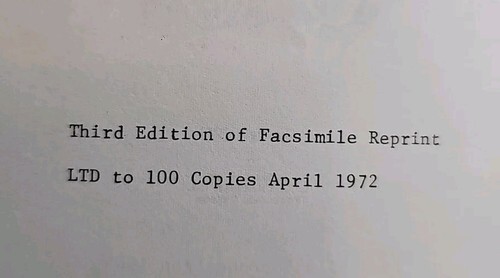 Third Edition of Facsimile Reprint
LTD to 100 Copies April 1972